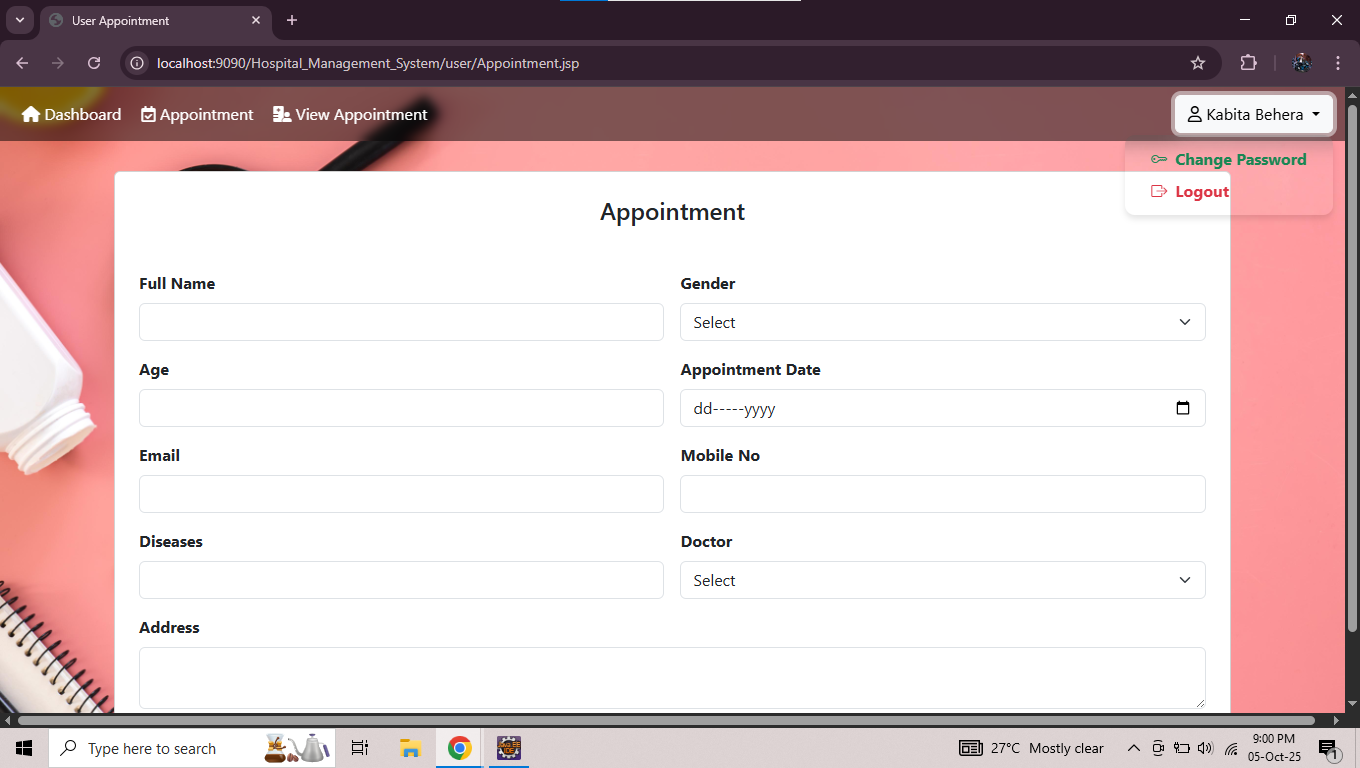 User Appointment
localhost:9090/Hospital_Management_System/user/Appointment.jsp
Dashboard Appointment View Appointment Kabita Behera
Change Password
Logout
Appointment
Full Name Gender
Select
Age Appointment Date
dd-----yyyy
Email Mobile No
Diseases Doctor
Select
Address
Type here to search 27°C Mostly clear 9:00 PM
05-Oct-25 1